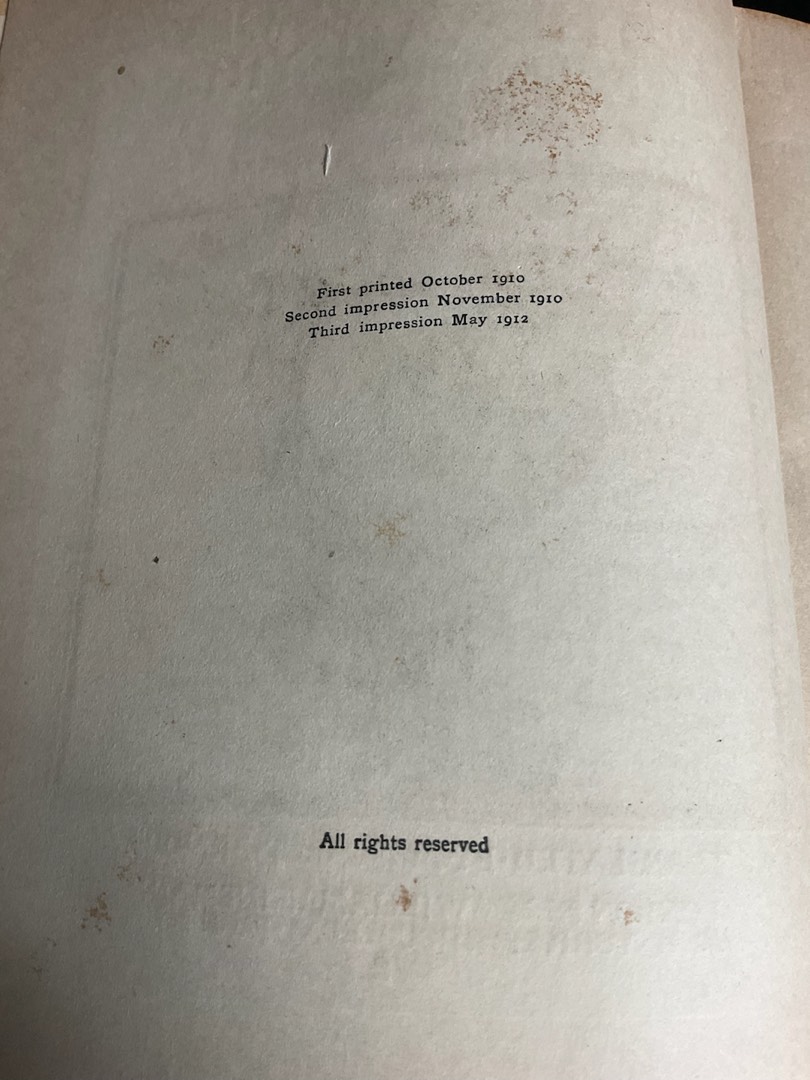 First printed October 1910
Second impression November 1910
Third impression May 1912
All rights reserved